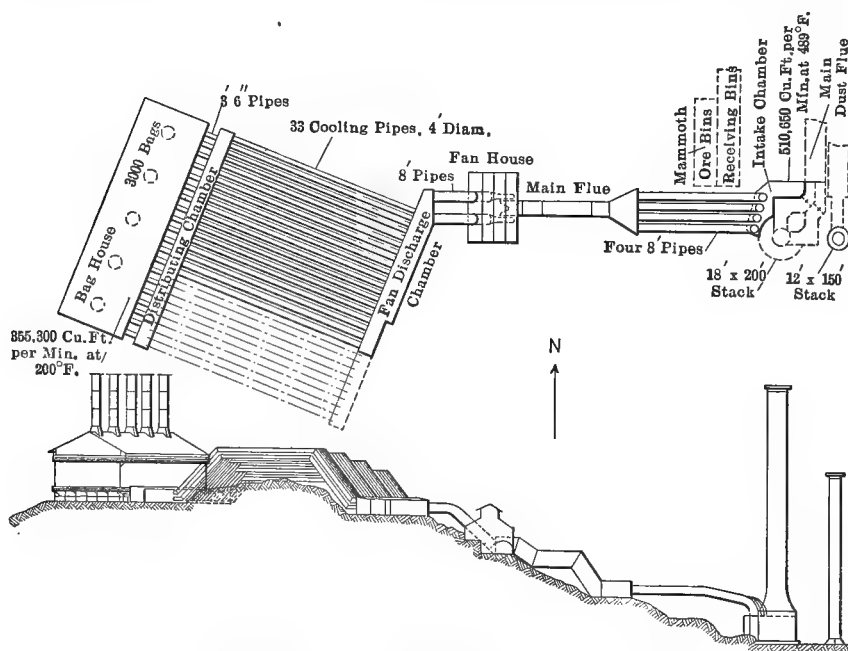 3' 6" Pipes
33 Cooling Pipes, 4' Diam.
3000 Bags
Bag House
Distributing Chamber
8' Pipes
Fan House
Fan Discharge
Chamber
Main Flue
Four 8' Pipes
Mammoth
Ore Bins
Receiving Bins
Intake Chamber
510,650 Cu.Ft.per
Min. at 489°F.
Main
Dust Flue
18' x 200'
Stack
12' x 150'
Stack
355,300 Cu.Ft.
per Min. at
200°F.
N